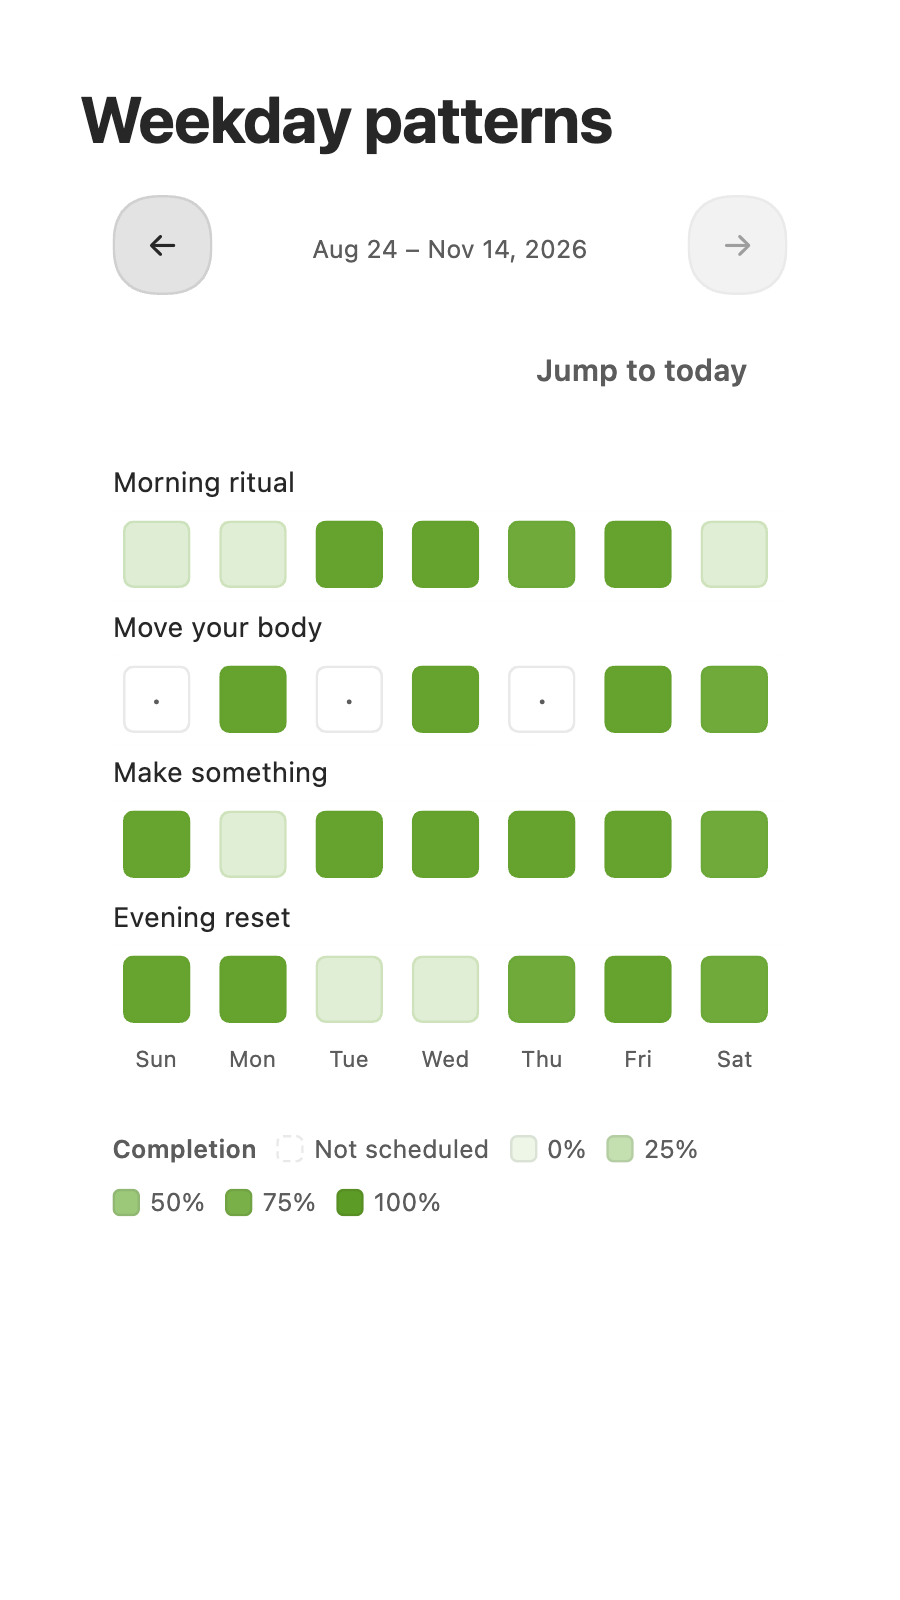 Weekday patterns
Aug 24 – Nov 14, 2026
Jump to today
Morning ritual
Move your body
Make something
Evening reset
Sun Mon Tue Wed Thu Fri Sat
Completion Not scheduled 0% 25%
50% 75% 100%